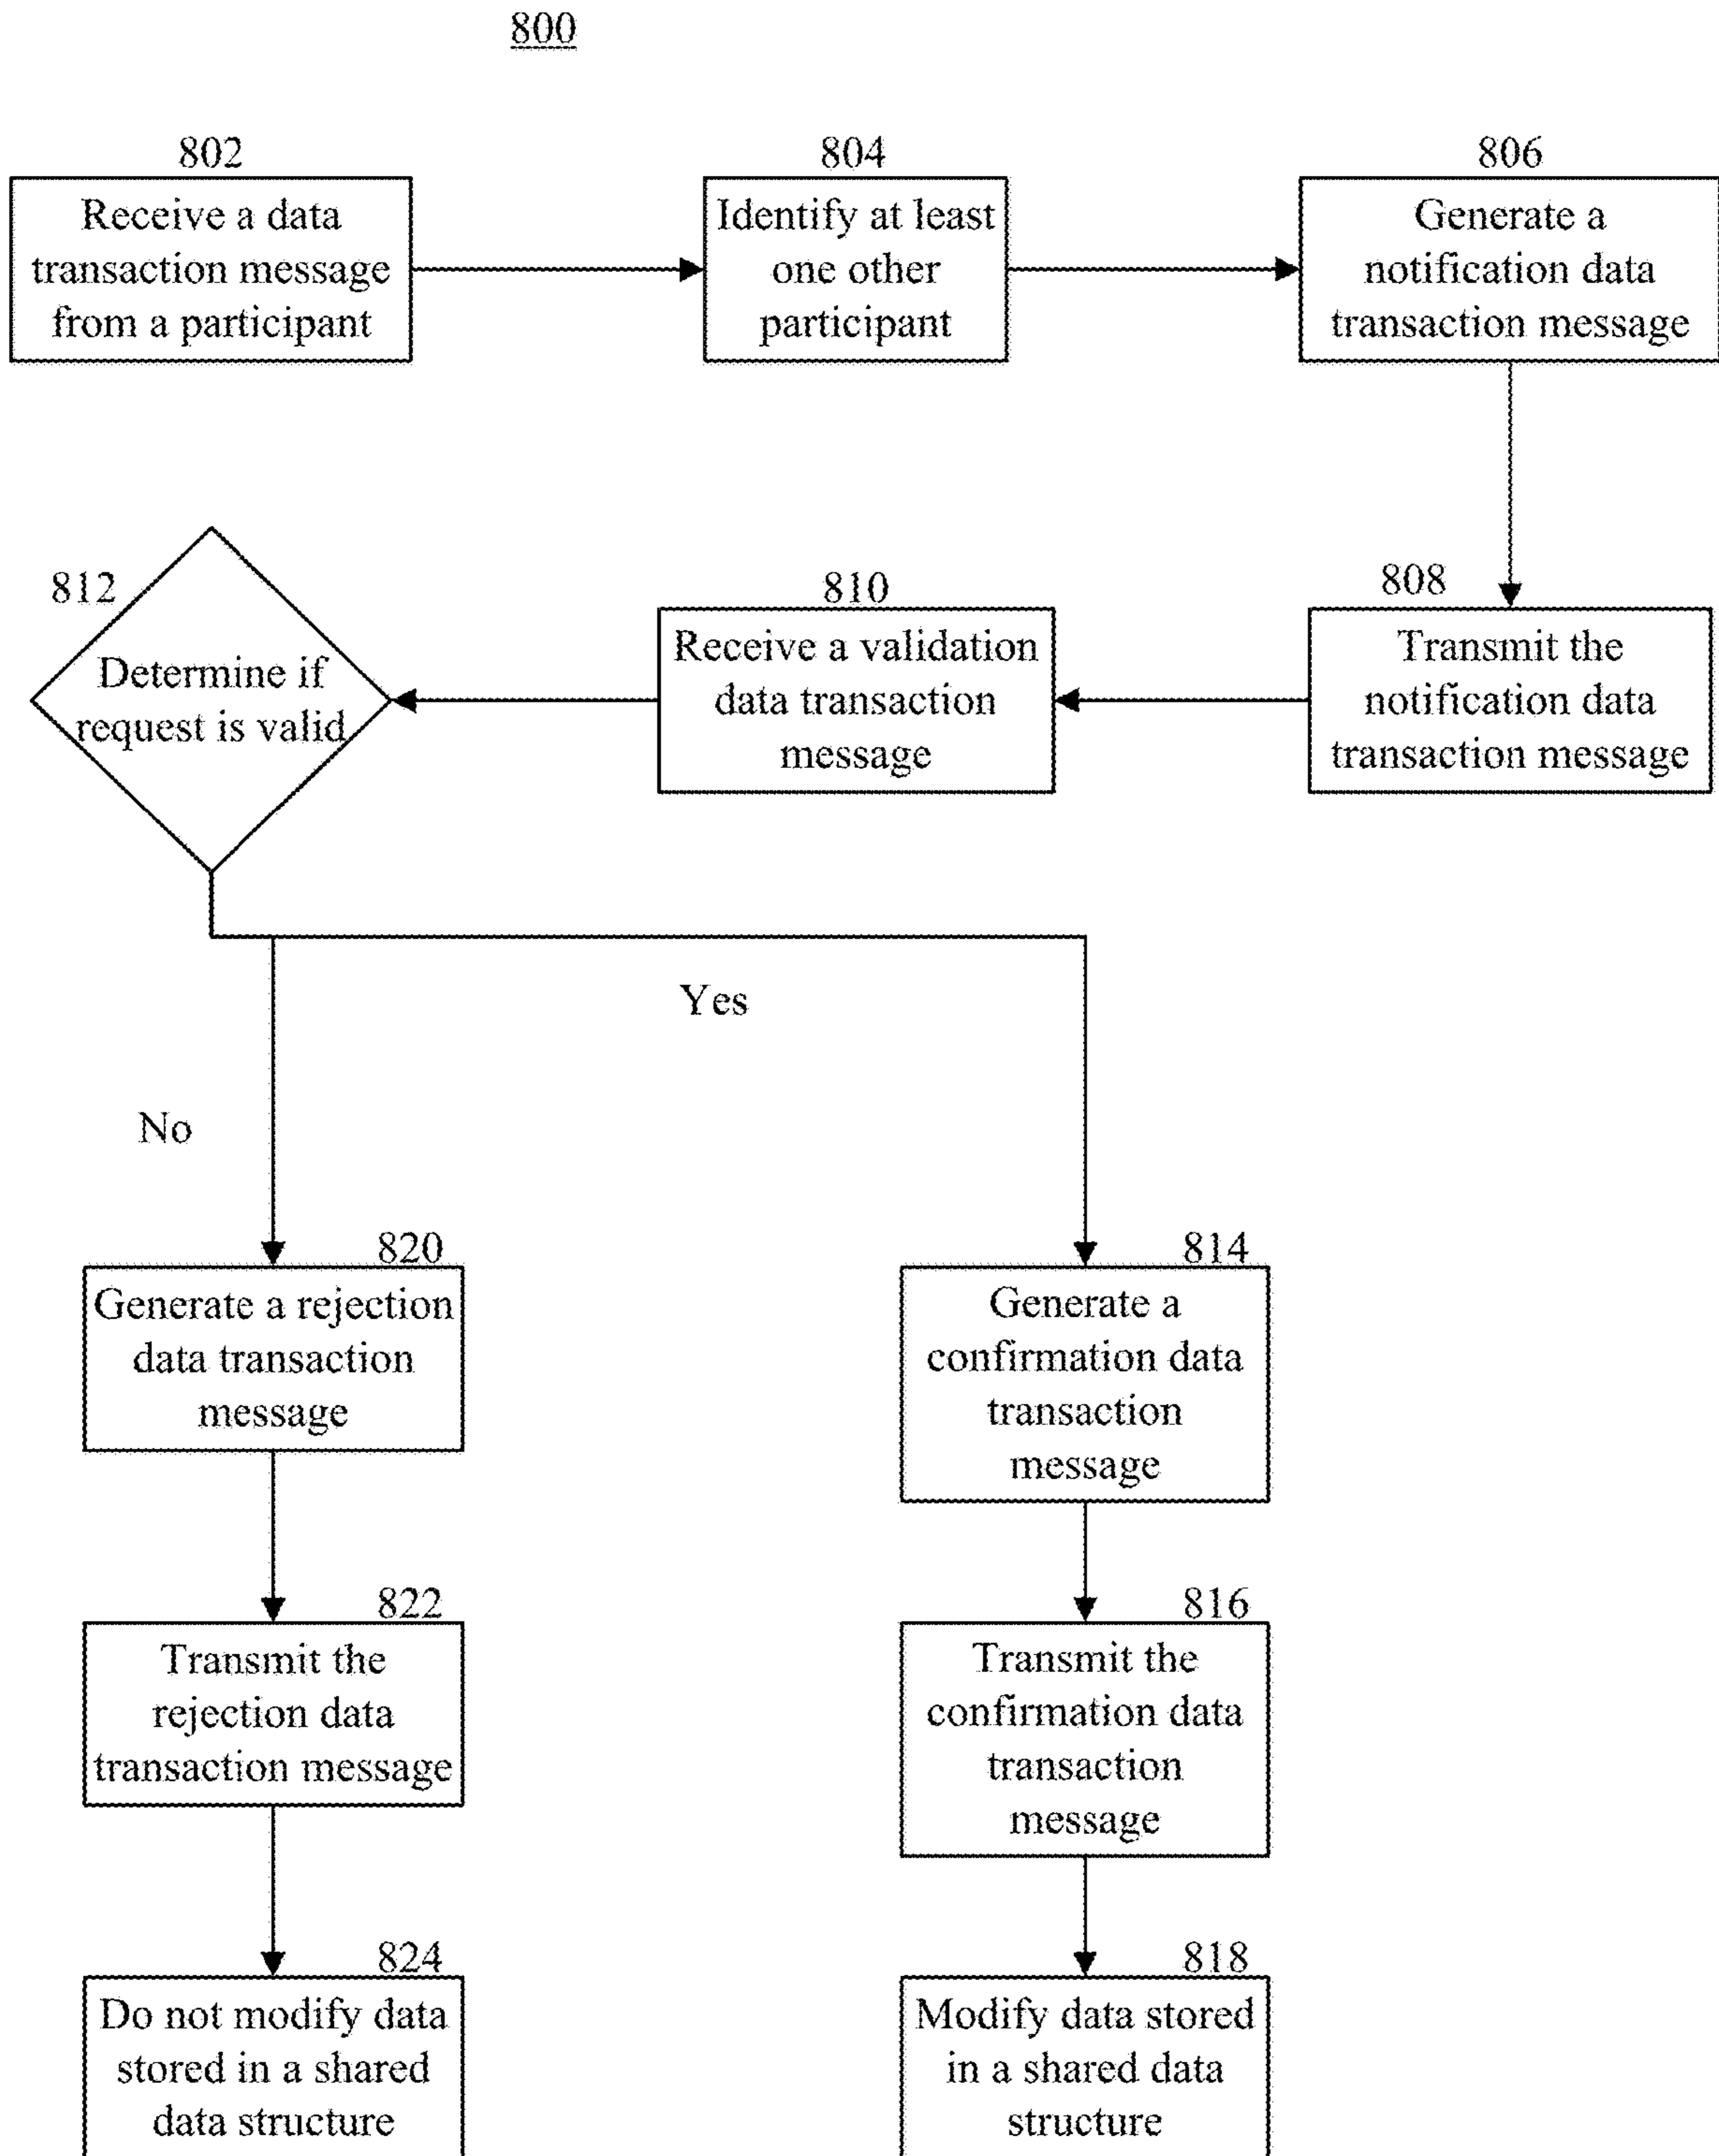 800
802
Receive a data
transaction message
from a participant
804
Identify at least
one other
participant
806
Generate a
notification data
transaction message
808
Transmit the
notification data
transaction message
810
Receive a validation
data transaction
message
812
Determine if
request is valid
Yes
No
820
Generate a rejection
data transaction
message
814
Generate a
confirmation data
transaction
message
822
Transmit the
rejection data
transaction message
816
Transmit the
confirmation data
transaction
message
824
Do not modify data
stored in a shared
data structure
818
Modify data stored
in a shared data
structure